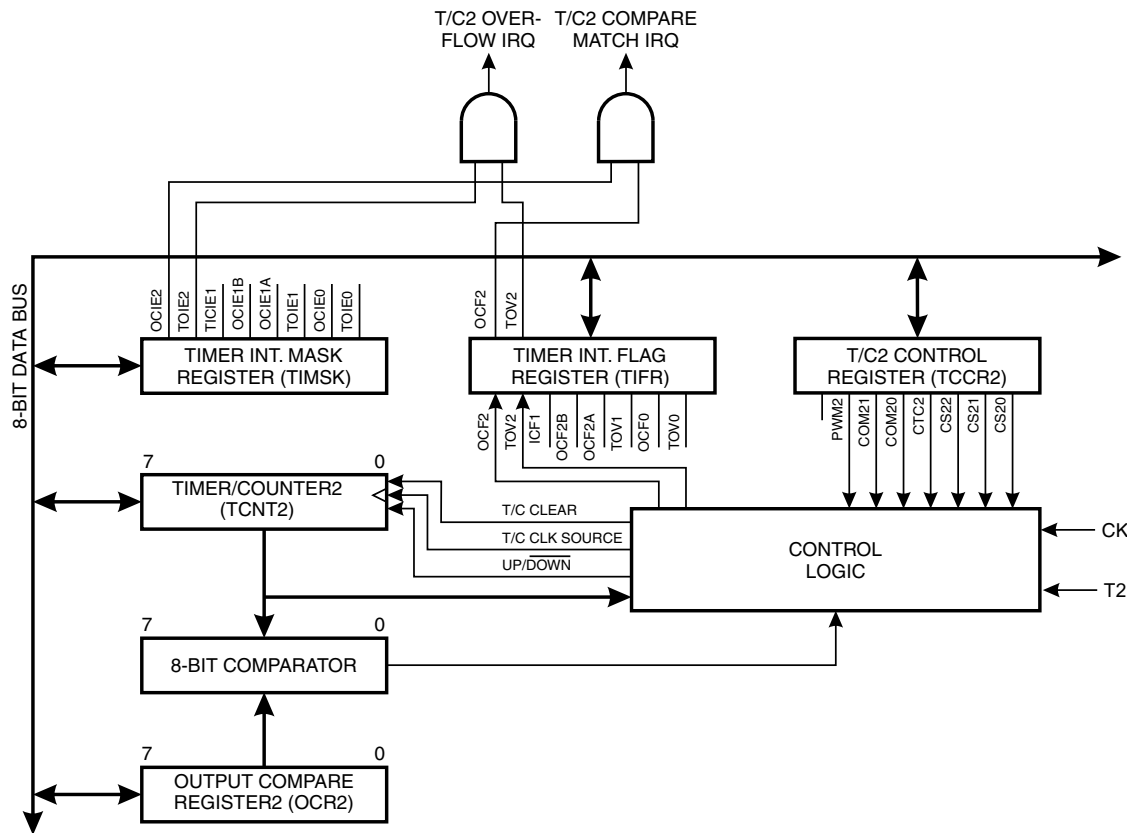 T/C2 OVER-
FLOW IRQ
T/C2 COMPARE
MATCH IRQ
8-BIT DATA BUS
OCIE2
TOIE2
TICIE1
OCIE1B
OCIE1A
TOIE1
OCIE0
TOIE0
OCF2
TOV2
TIMER INT. MASK
REGISTER (TIMSK)
TIMER INT. FLAG
REGISTER (TIFR)
T/C2 CONTROL
REGISTER (TCCR2)
OCF2
TOV2
ICF1
OCF2B
OCF2A
TOV1
OCF0
TOV0
PWM2
COM21
COM20
CTC2
CS22
CS21
CS20
7
0
TIMER/COUNTER2
(TCNT2)
T/C CLEAR
T/C CLK SOURCE
UP/DOWN
CONTROL
LOGIC
CK
T2
7
0
8-BIT COMPARATOR
7
0
OUTPUT COMPARE
REGISTER2 (OCR2)